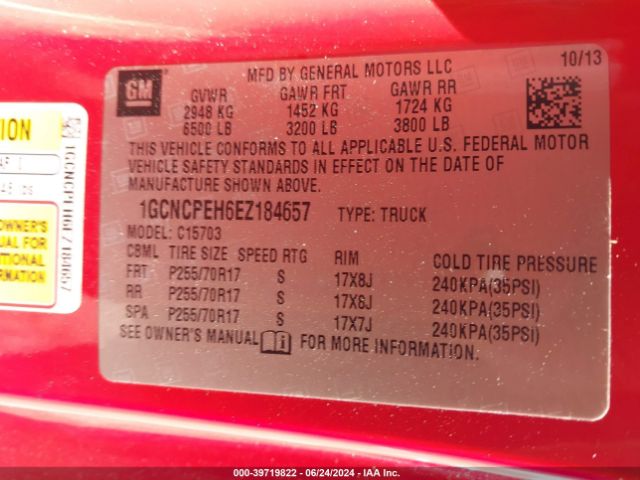 MFD BY GENERAL MOTORS LLC
10/13
GM
GVWR GAWR FRT GAWR RR
2948 KG 1452 KG 1724 KG
6500 LB 3200 LB 3800 LB
THIS VEHICLE CONFORMS TO ALL APPLICABLE U.S. FEDERAL MOTOR
VEHICLE SAFETY STANDARDS IN EFFECT ON THE DATE OF
MANUFACTURE SHOWN ABOVE.
1GCNCPEH6EZ184657 TYPE: TRUCK
MODEL: C15703
CBML TIRE SIZE SPEED RTG RIM COLD TIRE PRESSURE
FRT P255/70R17 S 17X8J 240KPA(35PSI)
RR P255/70R17 S 17X6J 240KPA(35PSI)
SPA P255/70R17 S 17X7J 240KPA(35PSI)
SEE OWNER'S MANUAL FOR MORE INFORMATION.
OWNER'S
000-39719822 - 06/24/2024 - IAA Inc.